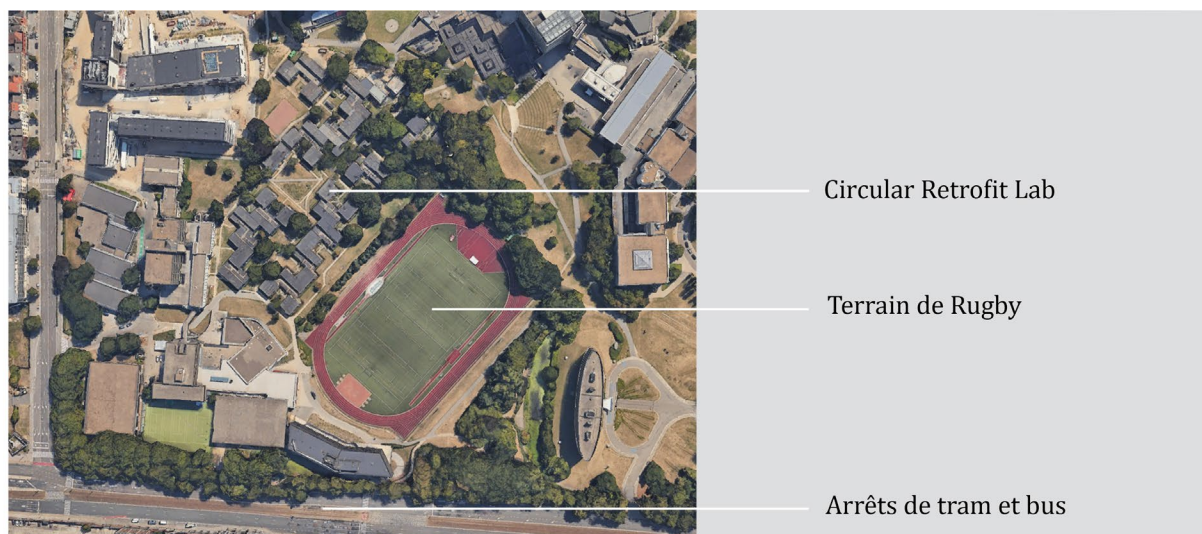 Circular Retrofit Lab
Terrain de Rugby
Arrêts de tram et bus